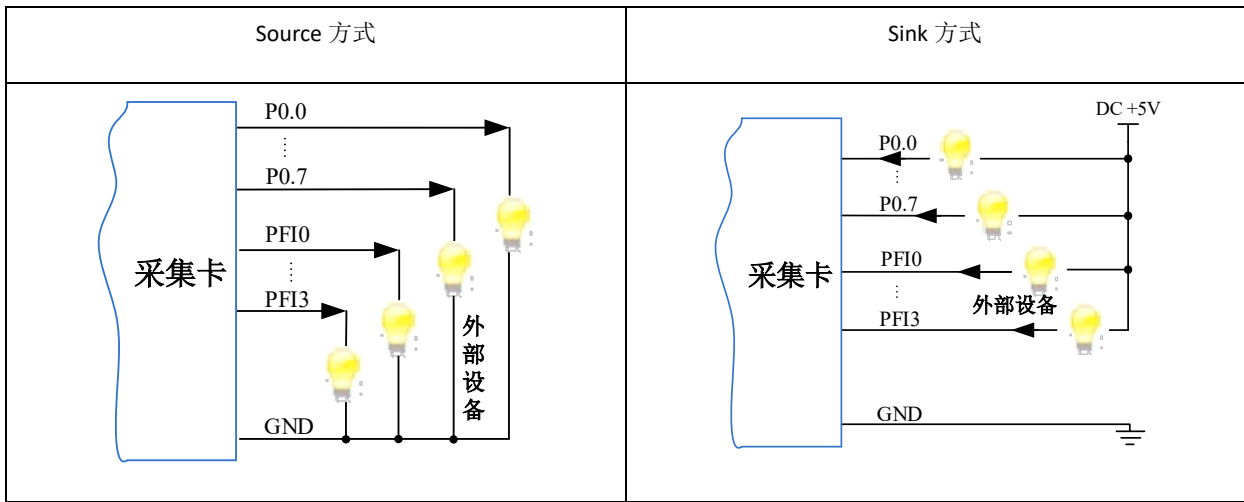 Source 方式
Sink 方式
P0.0
⋮
P0.7
PFI0
⋮
PFI3
采集卡
外部设备
GND
DC +5V
P0.0
⋮
P0.7
PFI0
⋮
PFI3
采集卡
外部设备
GND